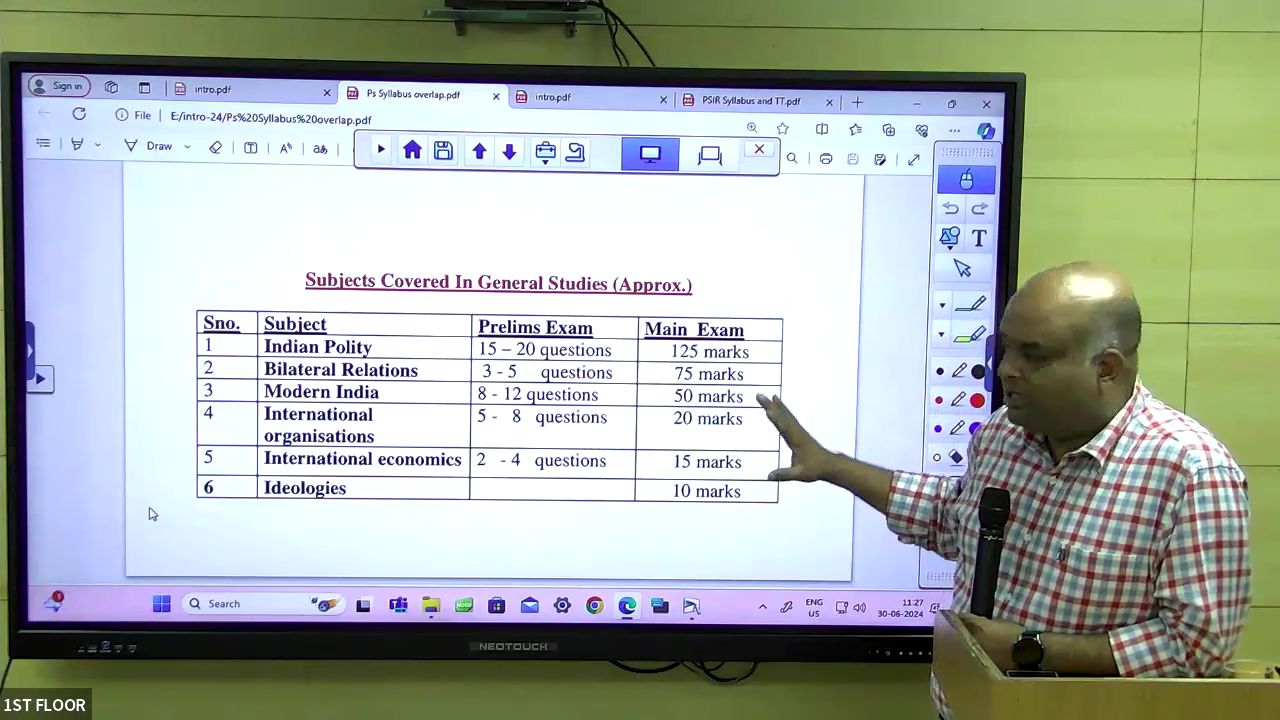 Sign in
intro.pdf
Ps Syllabus overlap.pdf
intro.pdf
PSIR Syllabus and TT.pdf
File E:/intro-24/Ps%20Syllabus%20overlap.pdf
Draw
Subjects Covered In General Studies (Approx.)
Sno. Subject Prelims Exam Main Exam
1 Indian Polity 15 – 20 questions 125 marks
2 Bilateral Relations 3 - 5 questions 75 marks
3 Modern India 8 - 12 questions 50 marks
4 International organisations 5 - 8 questions 20 marks
5 International economics 2 - 4 questions 15 marks
6 Ideologies 10 marks
Search
ENG
US
11:27
30-06-2024
NEOTOUCH
1ST FLOOR